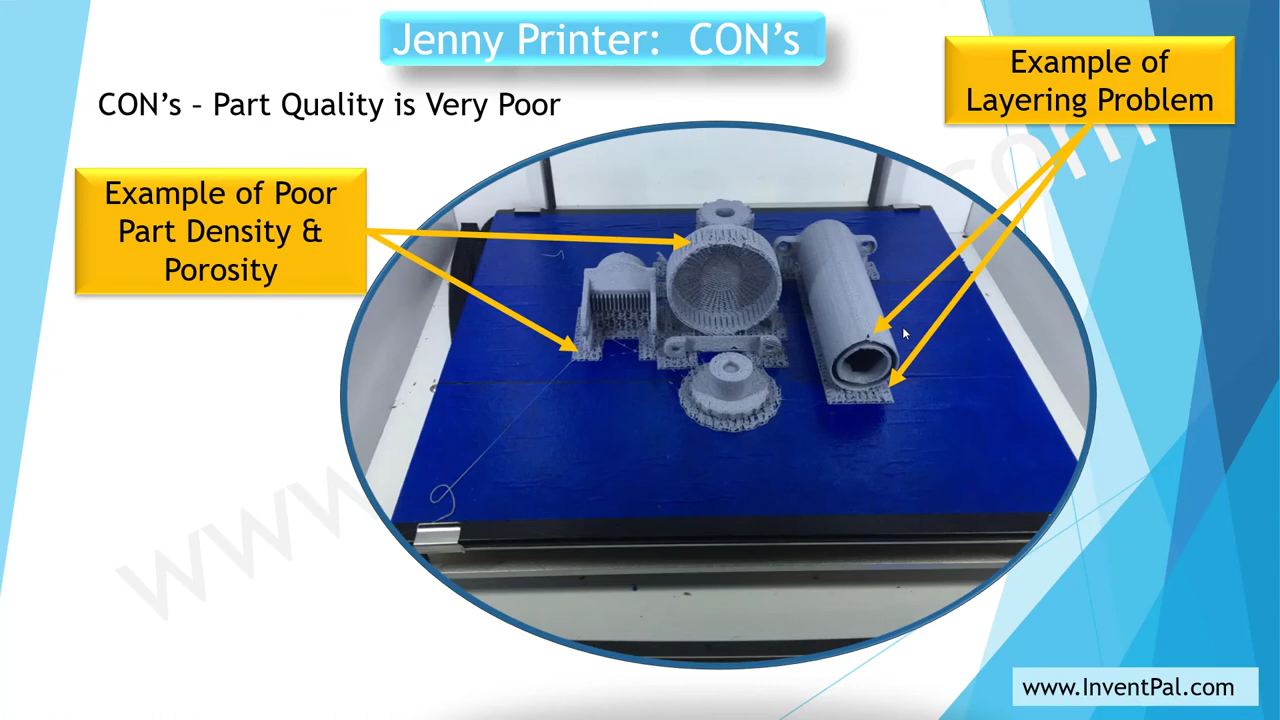 Jenny Printer: CON's
CON's – Part Quality is Very Poor
Example of
Layering Problem
Example of Poor
Part Density &
Porosity
www.InventPal.com